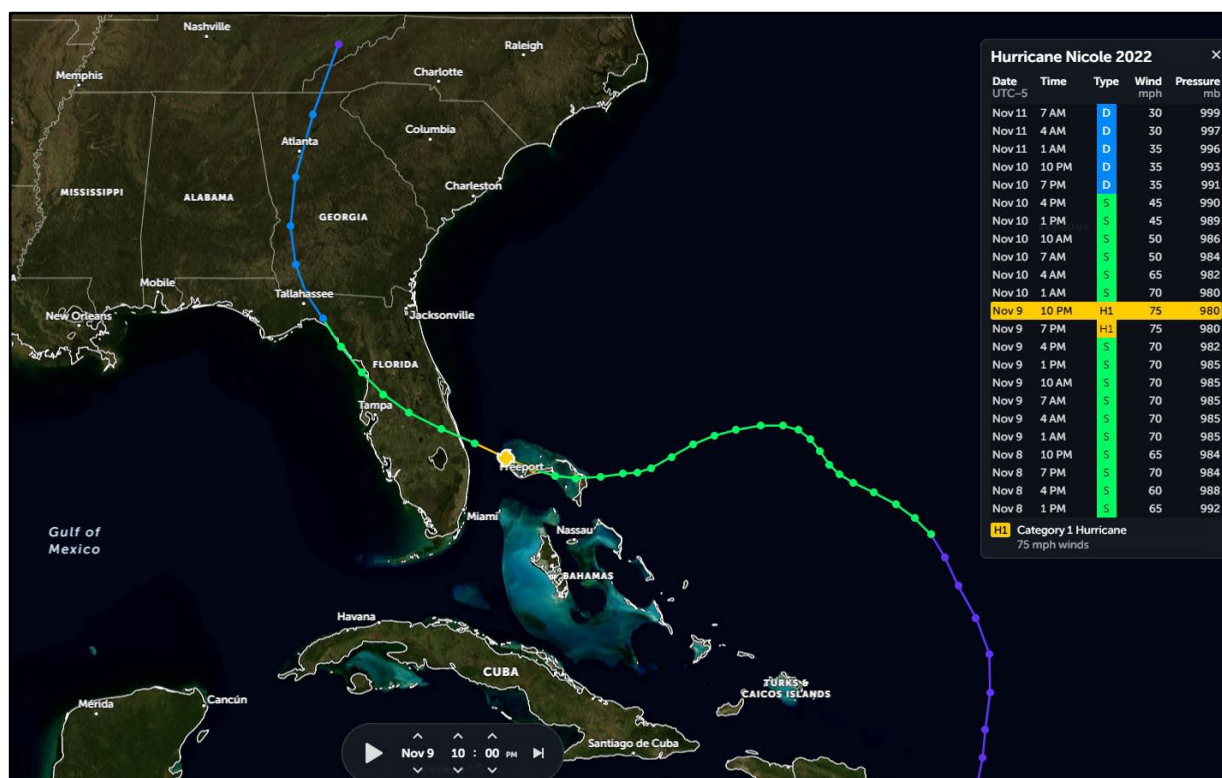 Nashville
Raleigh
Memphis
Charlotte
Atlanta
Columbia
MISSISSIPPI
ALABAMA
GEORGIA
Charleston
Mobile
Tallahassee
New Orleans
Jacksonville
FLORIDA
Tampa
Freeport
Miami
Nassau
Gulf of
Mexico
BAHAMAS
Havana
CUBA
TURKS &
CAICOS ISLANDS
Mérida
Cancún
Santiago de Cuba
Nov 9 10 : 00 PM
Hurricane Nicole 2022 ×
Date Time Type Wind Pressure
UTC–5 mph mb
Nov 11 7 AM D 30 999
Nov 11 4 AM D 30 997
Nov 11 1 AM D 35 996
Nov 10 10 PM D 35 993
Nov 10 7 PM D 35 991
Nov 10 4 PM S 45 990
Nov 10 1 PM S 45 989
Nov 10 10 AM S 50 986
Nov 10 7 AM S 50 984
Nov 10 4 AM S 65 982
Nov 10 1 AM S 70 980
Nov 9 10 PM H1 75 980
Nov 9 7 PM H1 75 980
Nov 9 4 PM S 70 982
Nov 9 1 PM S 70 985
Nov 9 10 AM S 70 985
Nov 9 7 AM S 70 985
Nov 9 4 AM S 70 985
Nov 9 1 AM S 70 985
Nov 8 10 PM S 65 984
Nov 8 7 PM S 70 984
Nov 8 4 PM S 60 988
Nov 8 1 PM S 65 992
H1 Category 1 Hurricane
75 mph winds